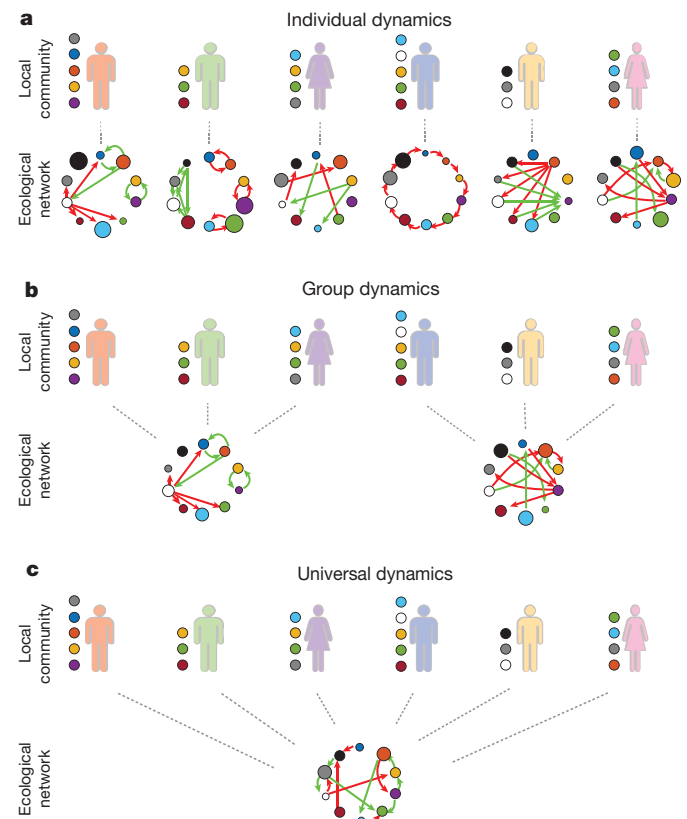 a
Individual dynamics
Local
community
Ecological
network
b
Group dynamics
Local
community
Ecological
network
c
Universal dynamics
Local
community
Ecological
network